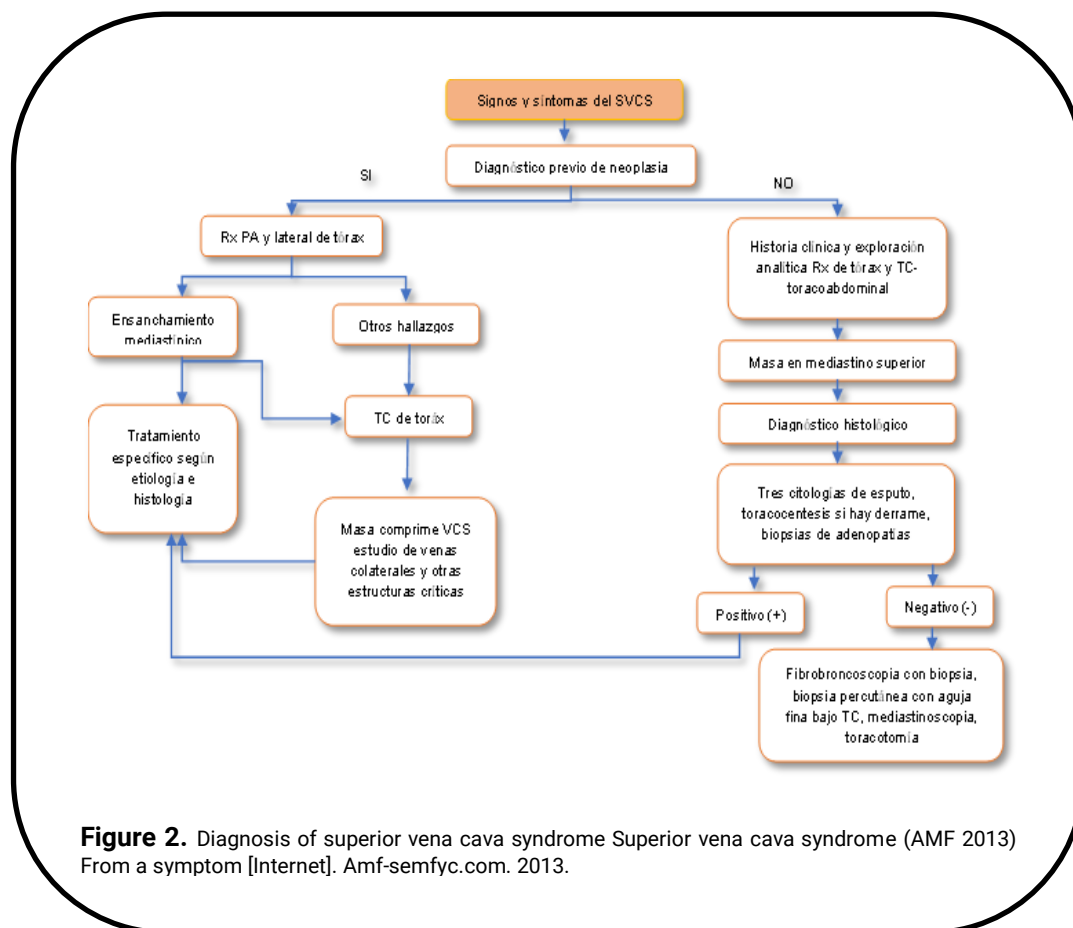 Signos y síntomas del SVCS
Diagnóstico previo de neoplasia
SI
NO
Rx PA y lateral de tórax
Historia clínica y exploración
analítica Rx de tórax y TC-
toracoabdominal
Ensanchamiento
mediastínico
Otros hallazgos
Masa en mediastino superior
TC de toráx
Diagnóstico histológico
Tratamiento
específico según
etiología e
histología
Tres citologías de esputo,
toracocentesis si hay derrame,
biopsias de adenopatías
Masa comprime VCS
estudio de venas
colaterales y otras
estructuras críticas
Positivo (+)
Negativo (-)
Fibrobroncoscopia con biopsia,
biopsia percutánea con aguja
fina bajo TC, mediastinoscopia,
toracotomía
Figure 2. Diagnosis of superior vena cava syndrome Superior vena cava syndrome (AMF 2013)
From a symptom [Internet]. Amf-semfyc.com. 2013.